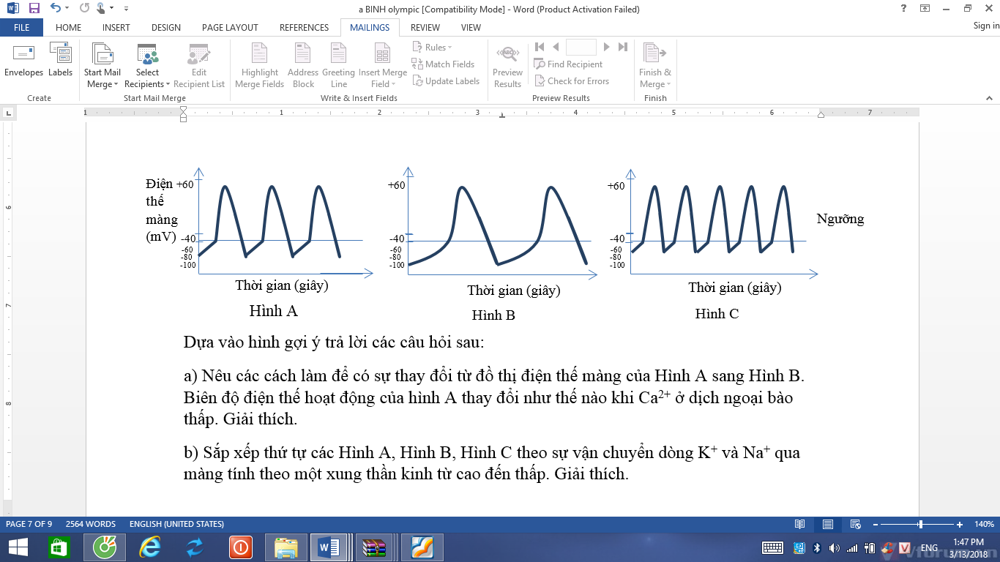 a BINH olympic [Compatibility Mode] - Word (Product Activation Failed)
FILE HOME INSERT DESIGN PAGE LAYOUT REFERENCES MAILINGS REVIEW VIEW Sign in
Envelopes Labels
Create
Start Mail Merge
Select Recipients
Edit Recipient List
Start Mail Merge
Highlight Merge Fields
Address Block
Greeting Line
Insert Merge Field
Rules
Match Fields
Update Labels
Write & Insert Fields
Preview Results
ABC
Find Recipient
Check for Errors
Preview Results
Finish & Merge
Finish
1 1 2 3 4 5 6 7
6
7
8
Điện
thế
màng
(mV)
+60
-40
-60
-80
-100
Thời gian (giây)
Hình A
+60
-40
-60
-80
-100
Thời gian (giây)
Hình B
+60
-40
-60
-80
-100
Thời gian (giây)
Hình C
Ngưỡng
Dựa vào hình gợi ý trả lời các câu hỏi sau:
a) Nêu các cách làm để có sự thay đổi từ đồ thị điện thế màng của Hình A sang Hình B.
Biên độ điện thế hoạt động của hình A thay đổi như thế nào khi Ca²⁺ ở dịch ngoại bào
thấp. Giải thích.
b) Sắp xếp thứ tự các Hình A, Hình B, Hình C theo sự vận chuyển dòng K⁺ và Na⁺ qua
màng tính theo một xung thần kinh từ cao đến thấp. Giải thích.
PAGE 7 OF 9 2564 WORDS ENGLISH (UNITED STATES) 140%
ENG
1:47 PM
3/13/2018
Vforum.vn